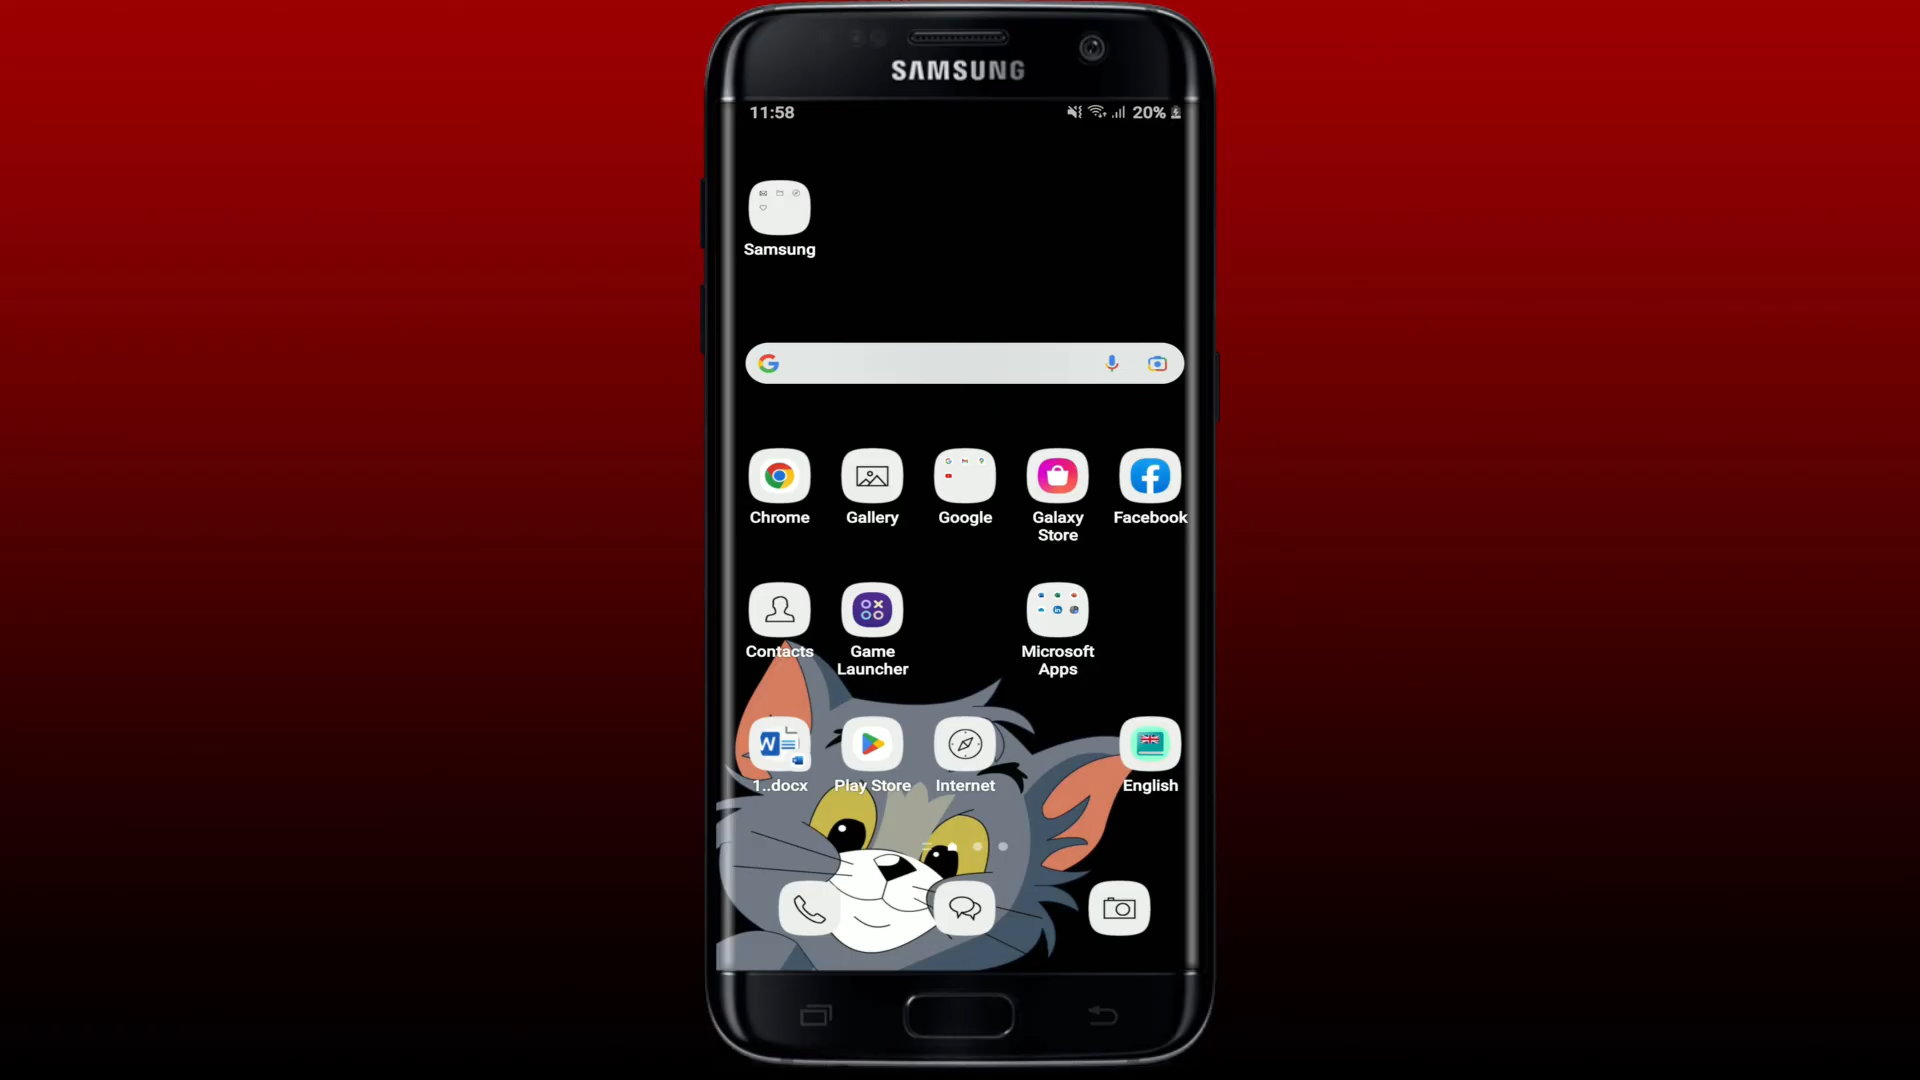 SAMSUNG
11:58 20%
Samsung
Chrome Gallery Google Galaxy Store Facebook
Contacts Game Launcher Microsoft Apps
1..docx Play Store Internet English